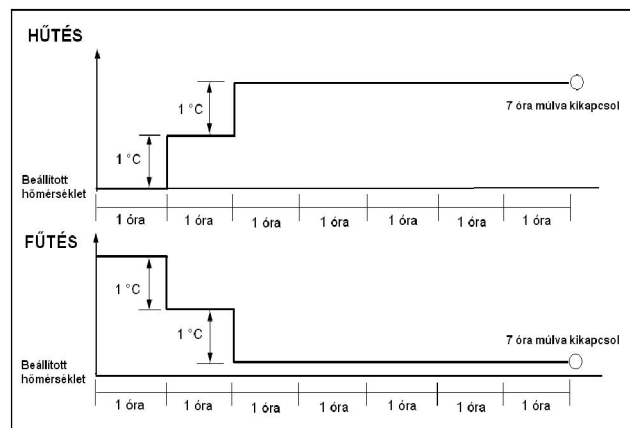 HŰTÉS
1 °C
7 óra múlva kikapcsol
1 °C
Beállított
hőmérséklet
1 óra 1 óra 1 óra 1 óra 1 óra 1 óra 1 óra
FŰTÉS
1 °C
1 °C
7 óra múlva kikapcsol
Beállított
hőmérséklet
1 óra 1 óra 1 óra 1 óra 1 óra 1 óra 1 óra